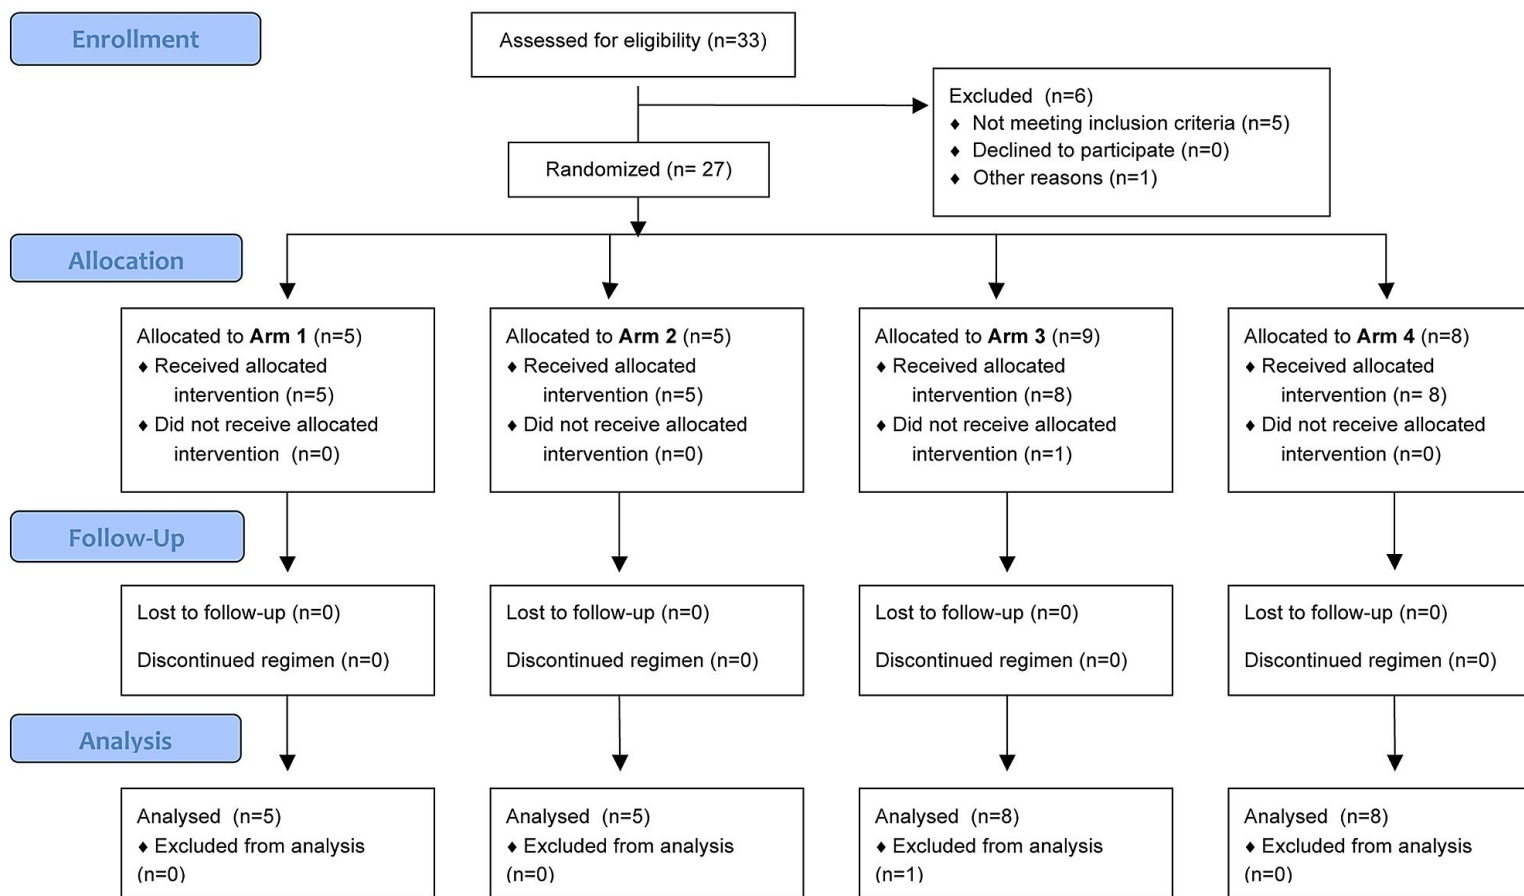 Enrollment
Assessed for eligibility (n=33)
Excluded  (n=6)
♦ Not meeting inclusion criteria (n=5)
♦ Declined to participate (n=0)
♦ Other reasons (n=1)
Randomized (n= 27)
Allocation
Allocated to Arm 1 (n=5)
♦ Received allocated
intervention (n=5)
♦ Did not receive allocated
intervention  (n=0)
Allocated to Arm 2 (n=5)
♦ Received allocated
intervention (n=5)
♦ Did not receive allocated
intervention (n=0)
Allocated to Arm 3 (n=9)
♦ Received allocated
intervention (n=8)
♦ Did not receive allocated
intervention (n=1)
Allocated to Arm 4 (n=8)
♦ Received allocated
intervention (n= 8)
♦ Did not receive allocated
intervention (n=0)
Follow-Up
Lost to follow-up (n=0)
Discontinued regimen (n=0)
Lost to follow-up (n=0)
Discontinued regimen (n=0)
Lost to follow-up (n=0)
Discontinued regimen (n=0)
Lost to follow-up (n=0)
Discontinued regimen (n=0)
Analysis
Analysed  (n=5)
♦ Excluded from analysis
(n=0)
Analysed  (n=5)
♦ Excluded from analysis
(n=0)
Analysed  (n=8)
♦ Excluded from analysis
(n=1)
Analysed  (n=8)
♦ Excluded from analysis
(n=0)